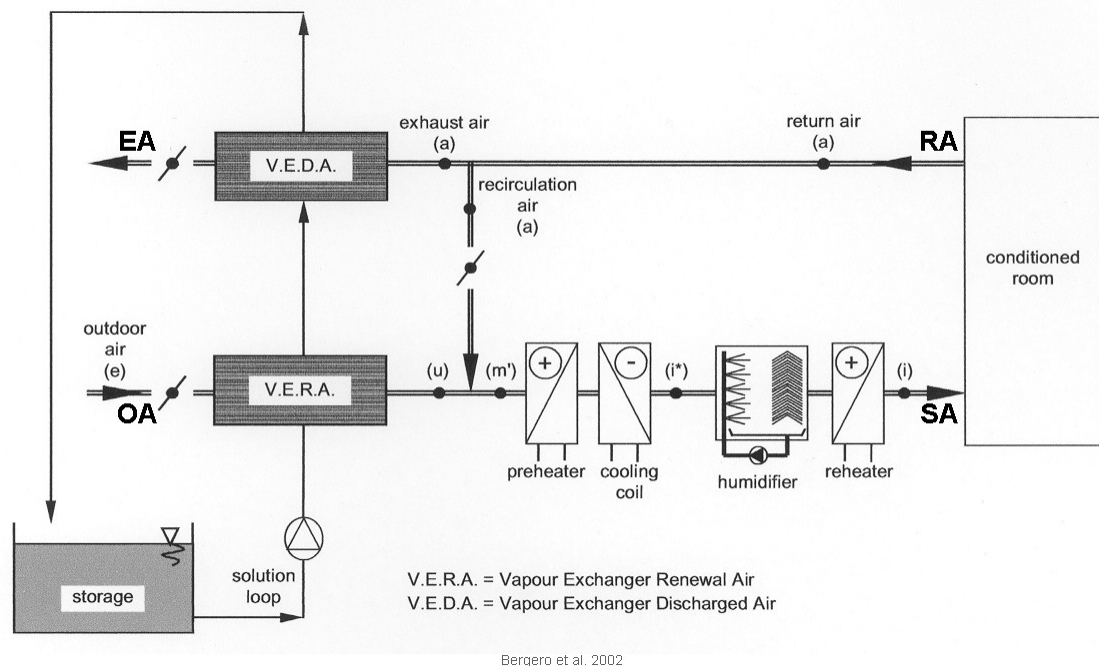 EA
V.E.D.A.
exhaust air
(a)
return air
(a)
RA
recirculation
air
(a)
conditioned
room
outdoor
air
(e)
OA
V.E.R.A.
(u)
(m')
+
-
(i*)
(i)
SA
preheater
cooling
coil
humidifier
reheater
storage
solution
loop
V.E.R.A. = Vapour Exchanger Renewal Air
V.E.D.A. = Vapour Exchanger Discharged Air
+
Bergero et al. 2002